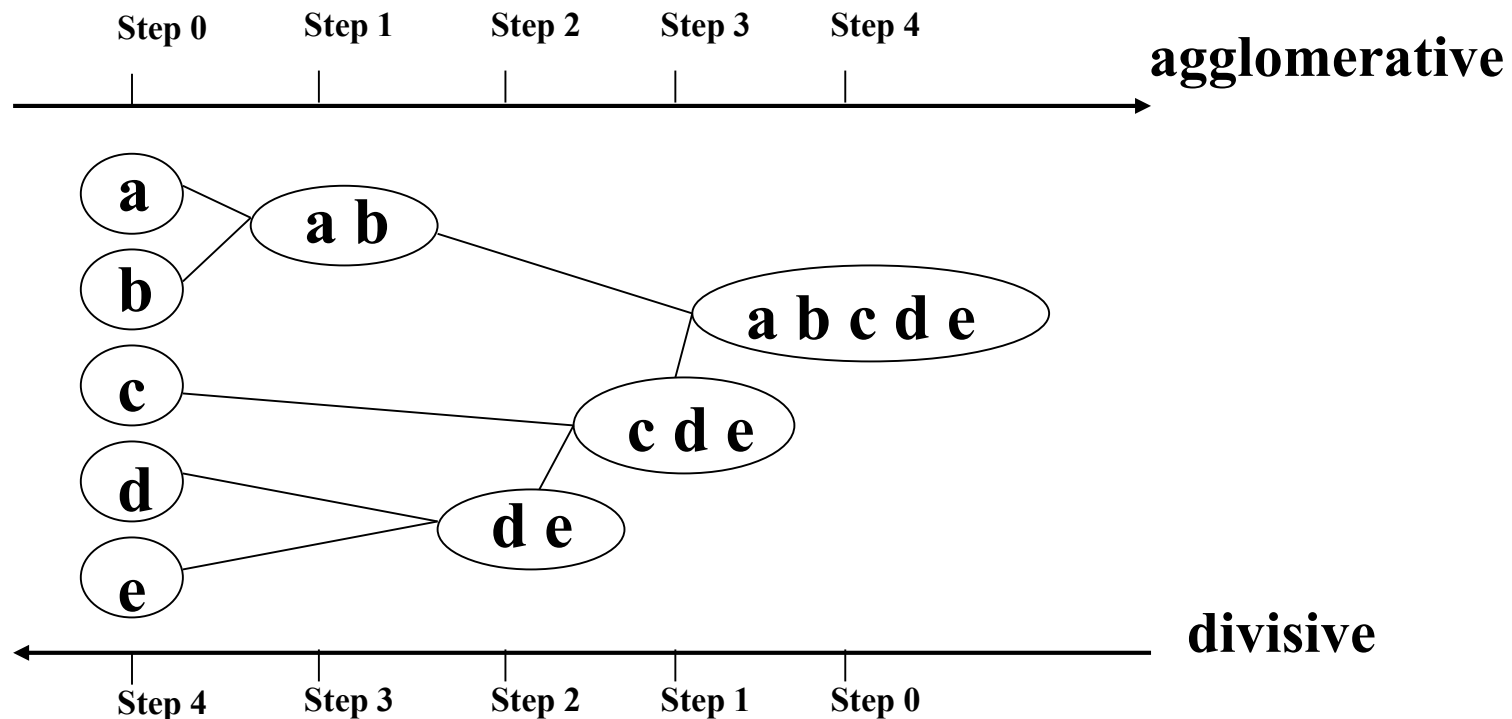 Step 0 Step 1 Step 2 Step 3 Step 4
agglomerative
a
a b
b
a b c d e
c
c d e
d
d e
e
divisive
Step 4 Step 3 Step 2 Step 1 Step 0